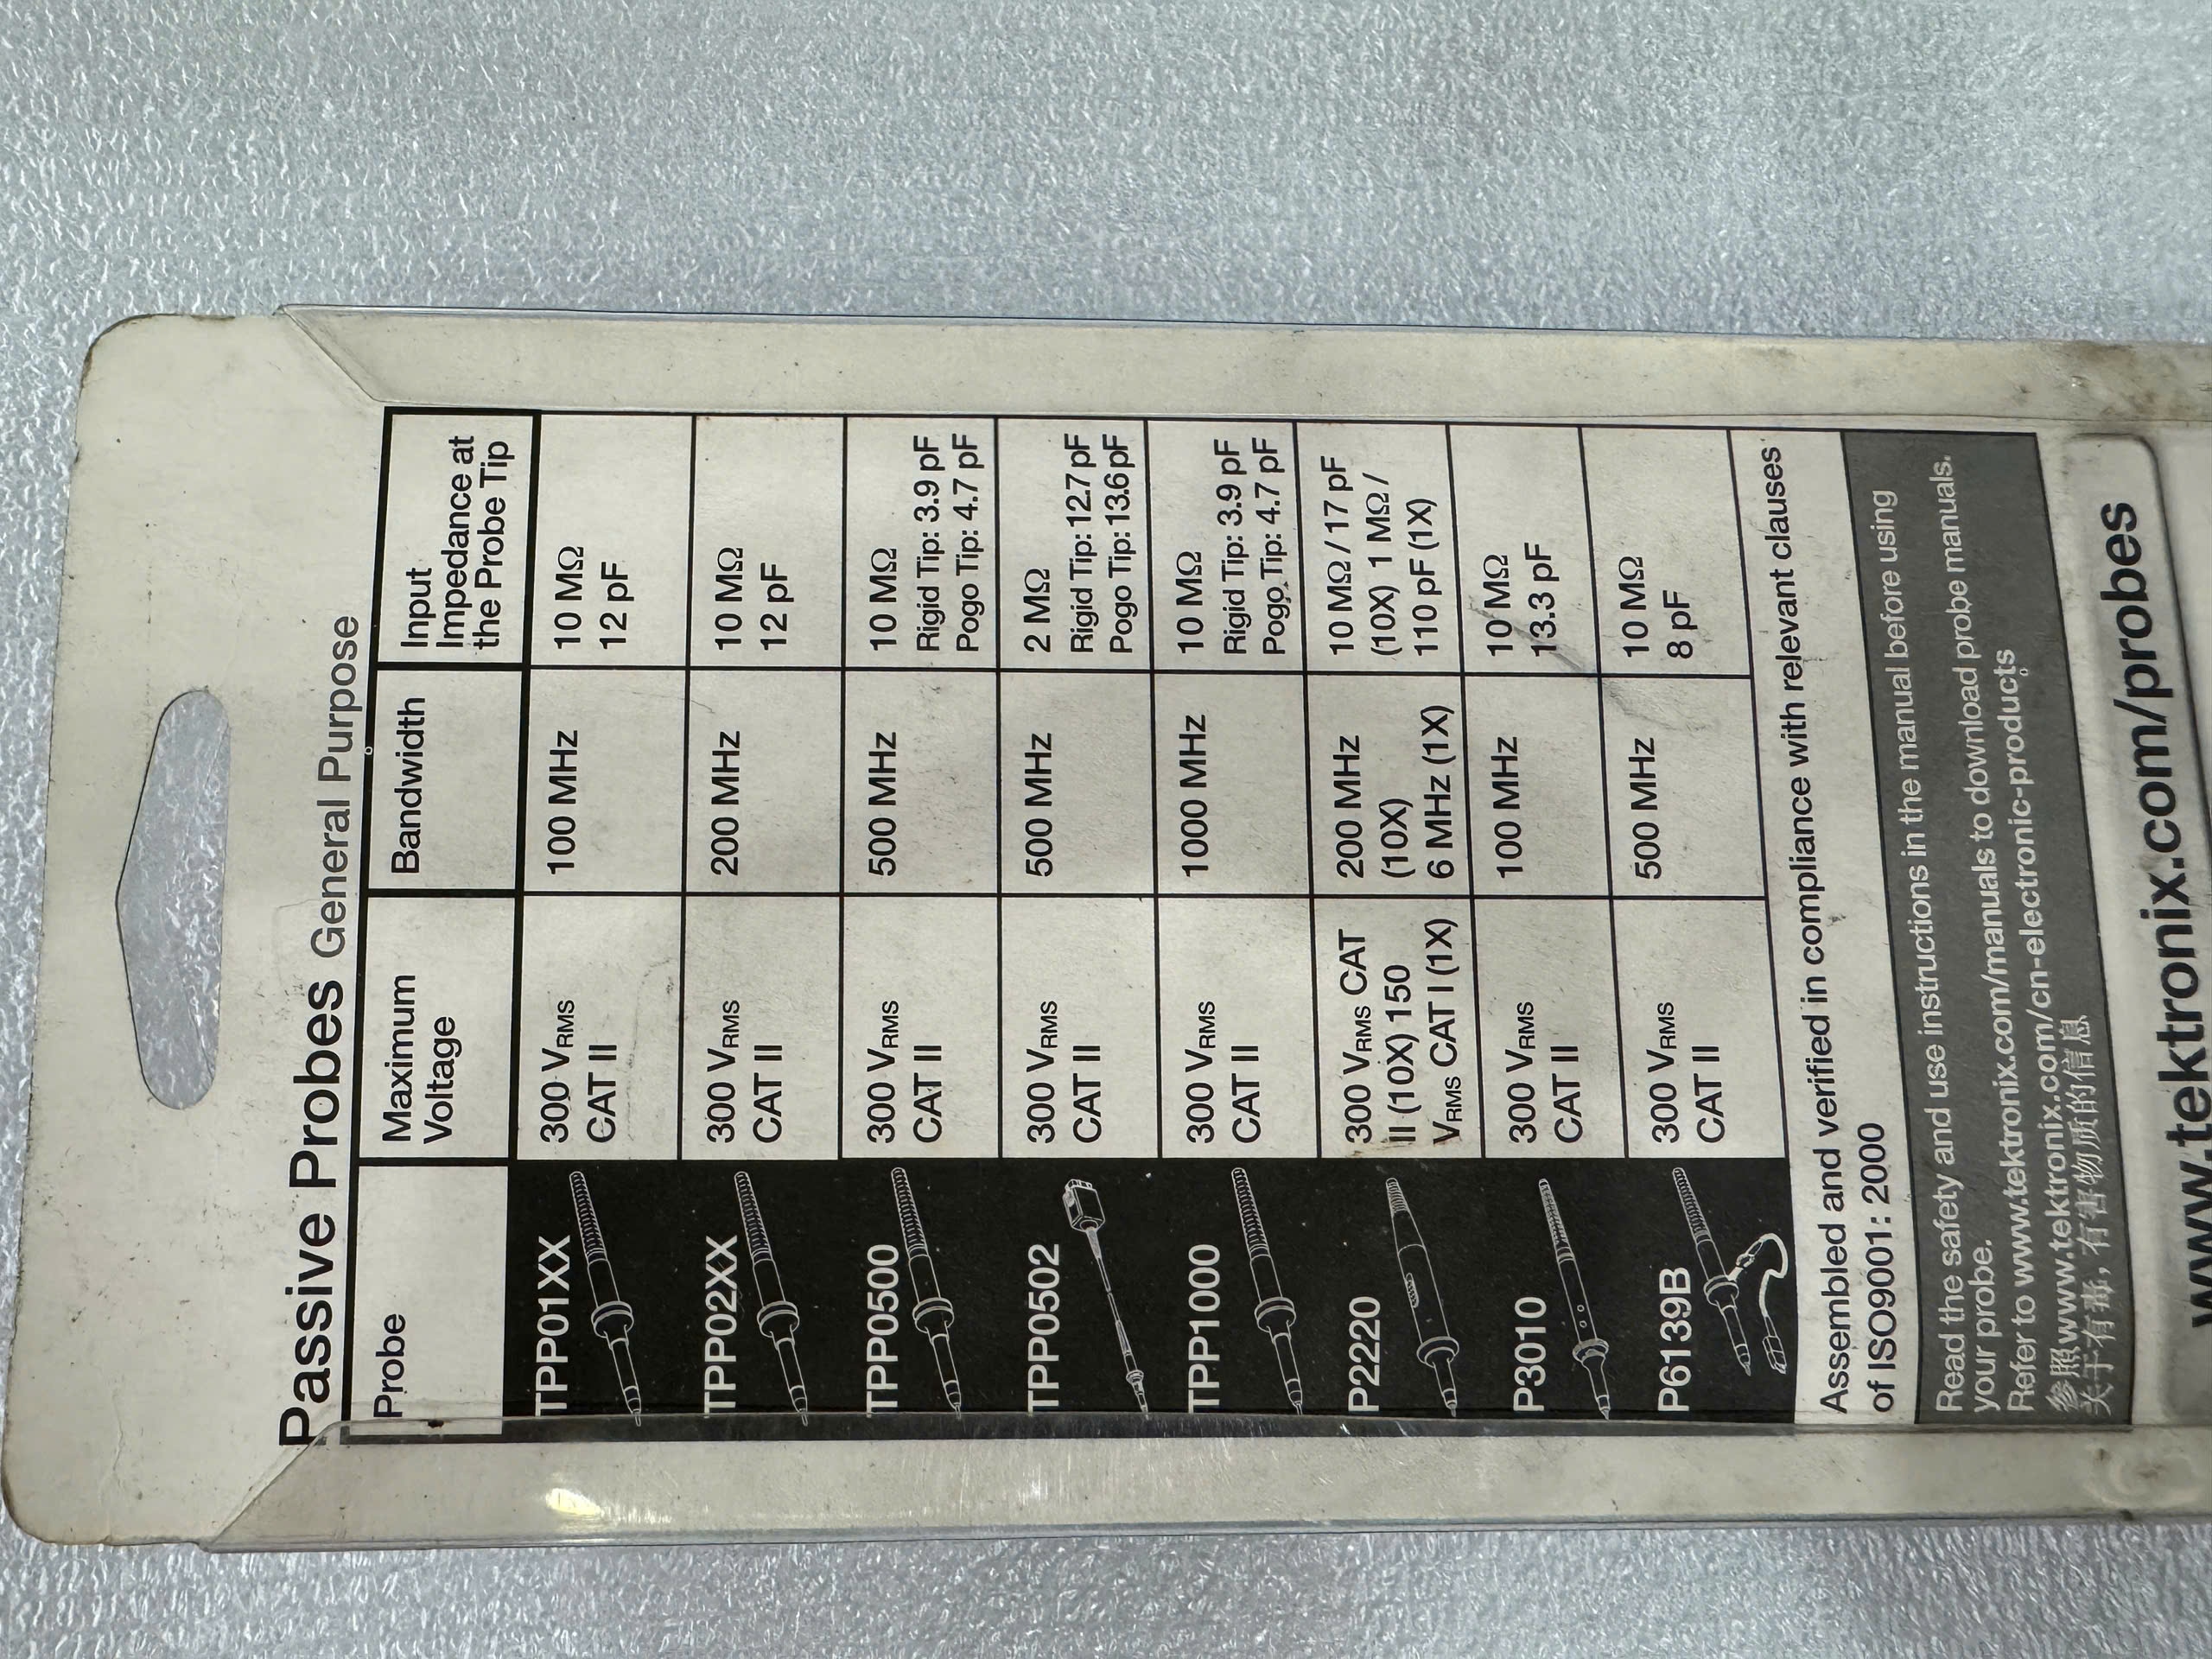 Passive Probes General Purpose
Probe
Maximum
Voltage
Bandwidth
Input
Impedance at
the Probe Tip
TPP01XX
300 VRMS
CAT II
100 MHz
10 MΩ
12 pF
TPP02XX
300 VRMS
CAT II
200 MHz
10 MΩ
12 pF
TPP0500
300 VRMS
CAT II
500 MHz
10 MΩ
Rigid Tip: 3.9 pF
Pogo Tip: 4.7 pF
TPP0502
300 VRMS
CAT II
500 MHz
2 MΩ
Rigid Tip: 12.7 pF
Pogo Tip: 13.6 pF
TPP1000
300 VRMS
CAT II
1000 MHz
10 MΩ
Rigid Tip: 3.9 pF
Pogo Tip: 4.7 pF
P2220
300 VRMS CAT
II (10X) 150
VRMS CAT I (1X)
200 MHz
(10X)
6 MHz (1X)
10 MΩ / 17 pF
(10X) 1 MΩ /
110 pF (1X)
P3010
300 VRMS
CAT II
100 MHz
10 MΩ
13.3 pF
P6139B
300 VRMS
CAT II
500 MHz
10 MΩ
8 pF
Assembled and verified in compliance with relevant clauses
of ISO9001: 2000
Read the safety and use instructions in the manual before using
your probe.
Refer to www.tektronix.com/manuals to download probe manuals.
参照www.tektronix.com/cn-electronic-products
关于有毒，有害物质的信息
www.tektronix.com/probes